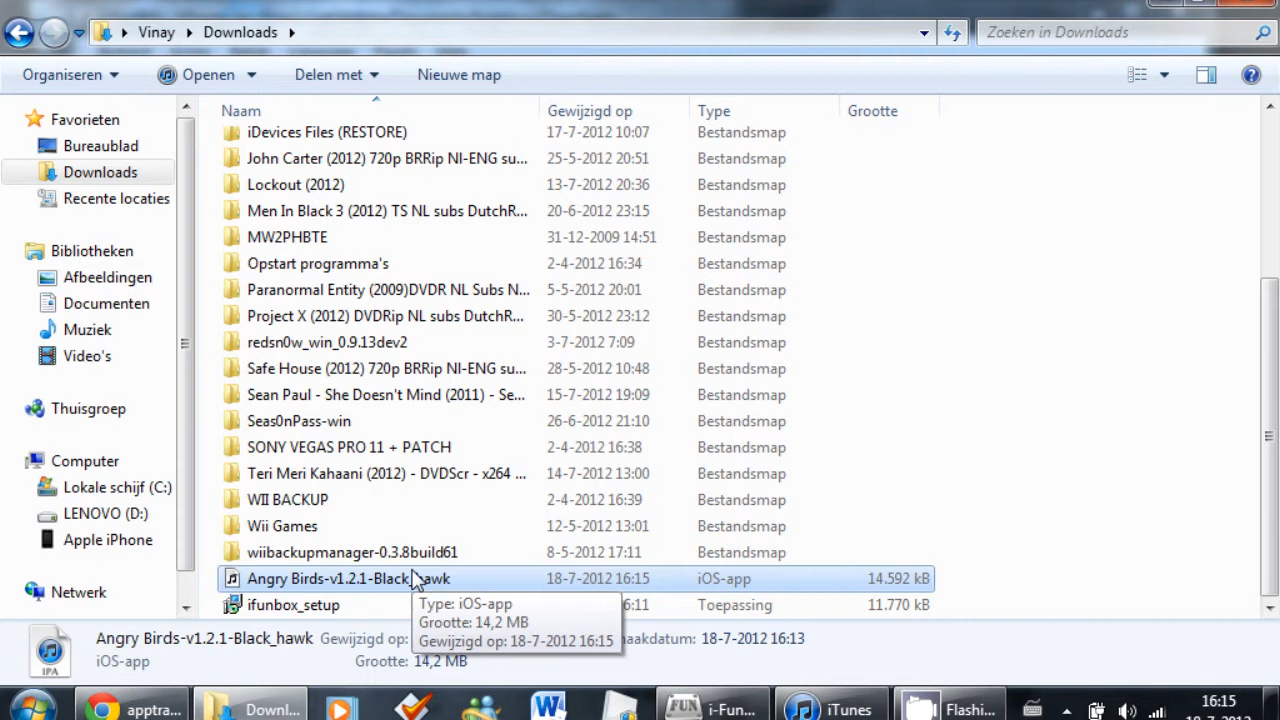 Vinay Downloads
Zoeken in Downloads
Organiseren Openen Delen met Nieuwe map
Favorieten
Bureaublad
Downloads
Recente locaties
Bibliotheken
Afbeeldingen
Documenten
Muziek
Video's
Thuisgroep
Computer
Lokale schijf (C:)
LENOVO (D:)
Apple iPhone
Netwerk
Naam Gewijzigd op Type Grootte
iDevices Files (RESTORE) 17-7-2012 10:07 Bestandsmap
John Carter (2012) 720p BRRip NI-ENG su... 25-5-2012 20:51 Bestandsmap
Lockout (2012) 13-7-2012 20:36 Bestandsmap
Men In Black 3 (2012) TS NL subs DutchR... 20-6-2012 23:15 Bestandsmap
MW2PHBTE 31-12-2009 14:51 Bestandsmap
Opstart programma's 2-4-2012 16:34 Bestandsmap
Paranormal Entity (2009)DVDR NL Subs N... 5-5-2012 20:01 Bestandsmap
Project X (2012) DVDRip NL subs DutchR... 30-5-2012 23:12 Bestandsmap
redsn0w_win_0.9.13dev2 3-7-2012 7:09 Bestandsmap
Safe House (2012) 720p BRRip NI-ENG su... 28-5-2012 10:48 Bestandsmap
Sean Paul - She Doesn't Mind (2011) - Se... 15-7-2012 19:09 Bestandsmap
Seas0nPass-win 26-6-2012 21:10 Bestandsmap
SONY VEGAS PRO 11 + PATCH 2-4-2012 16:38 Bestandsmap
Teri Meri Kahaani (2012) - DVDScr - x264 ... 14-7-2012 13:00 Bestandsmap
WII BACKUP 2-4-2012 16:39 Bestandsmap
Wii Games 12-5-2012 13:01 Bestandsmap
wiibackupmanager-0.3.8build61 8-5-2012 17:11 Bestandsmap
Angry Birds-v1.2.1-Black_hawk 18-7-2012 16:15 iOS-app 14.592 kB
ifunbox_setup 6:11 Toepassing 11.770 kB
Type: iOS-app
Grootte: 14,2 MB
Gewijzigd op: 18-7-2012 16:15
Angry Birds-v1.2.1-Black_hawk Gewijzigd op: 18-7-2012 16:13
iOS-app Grootte: 14,2 MB
IPA
apptra... Downl... FUN i-Fun... iTunes Flashi... 16:15